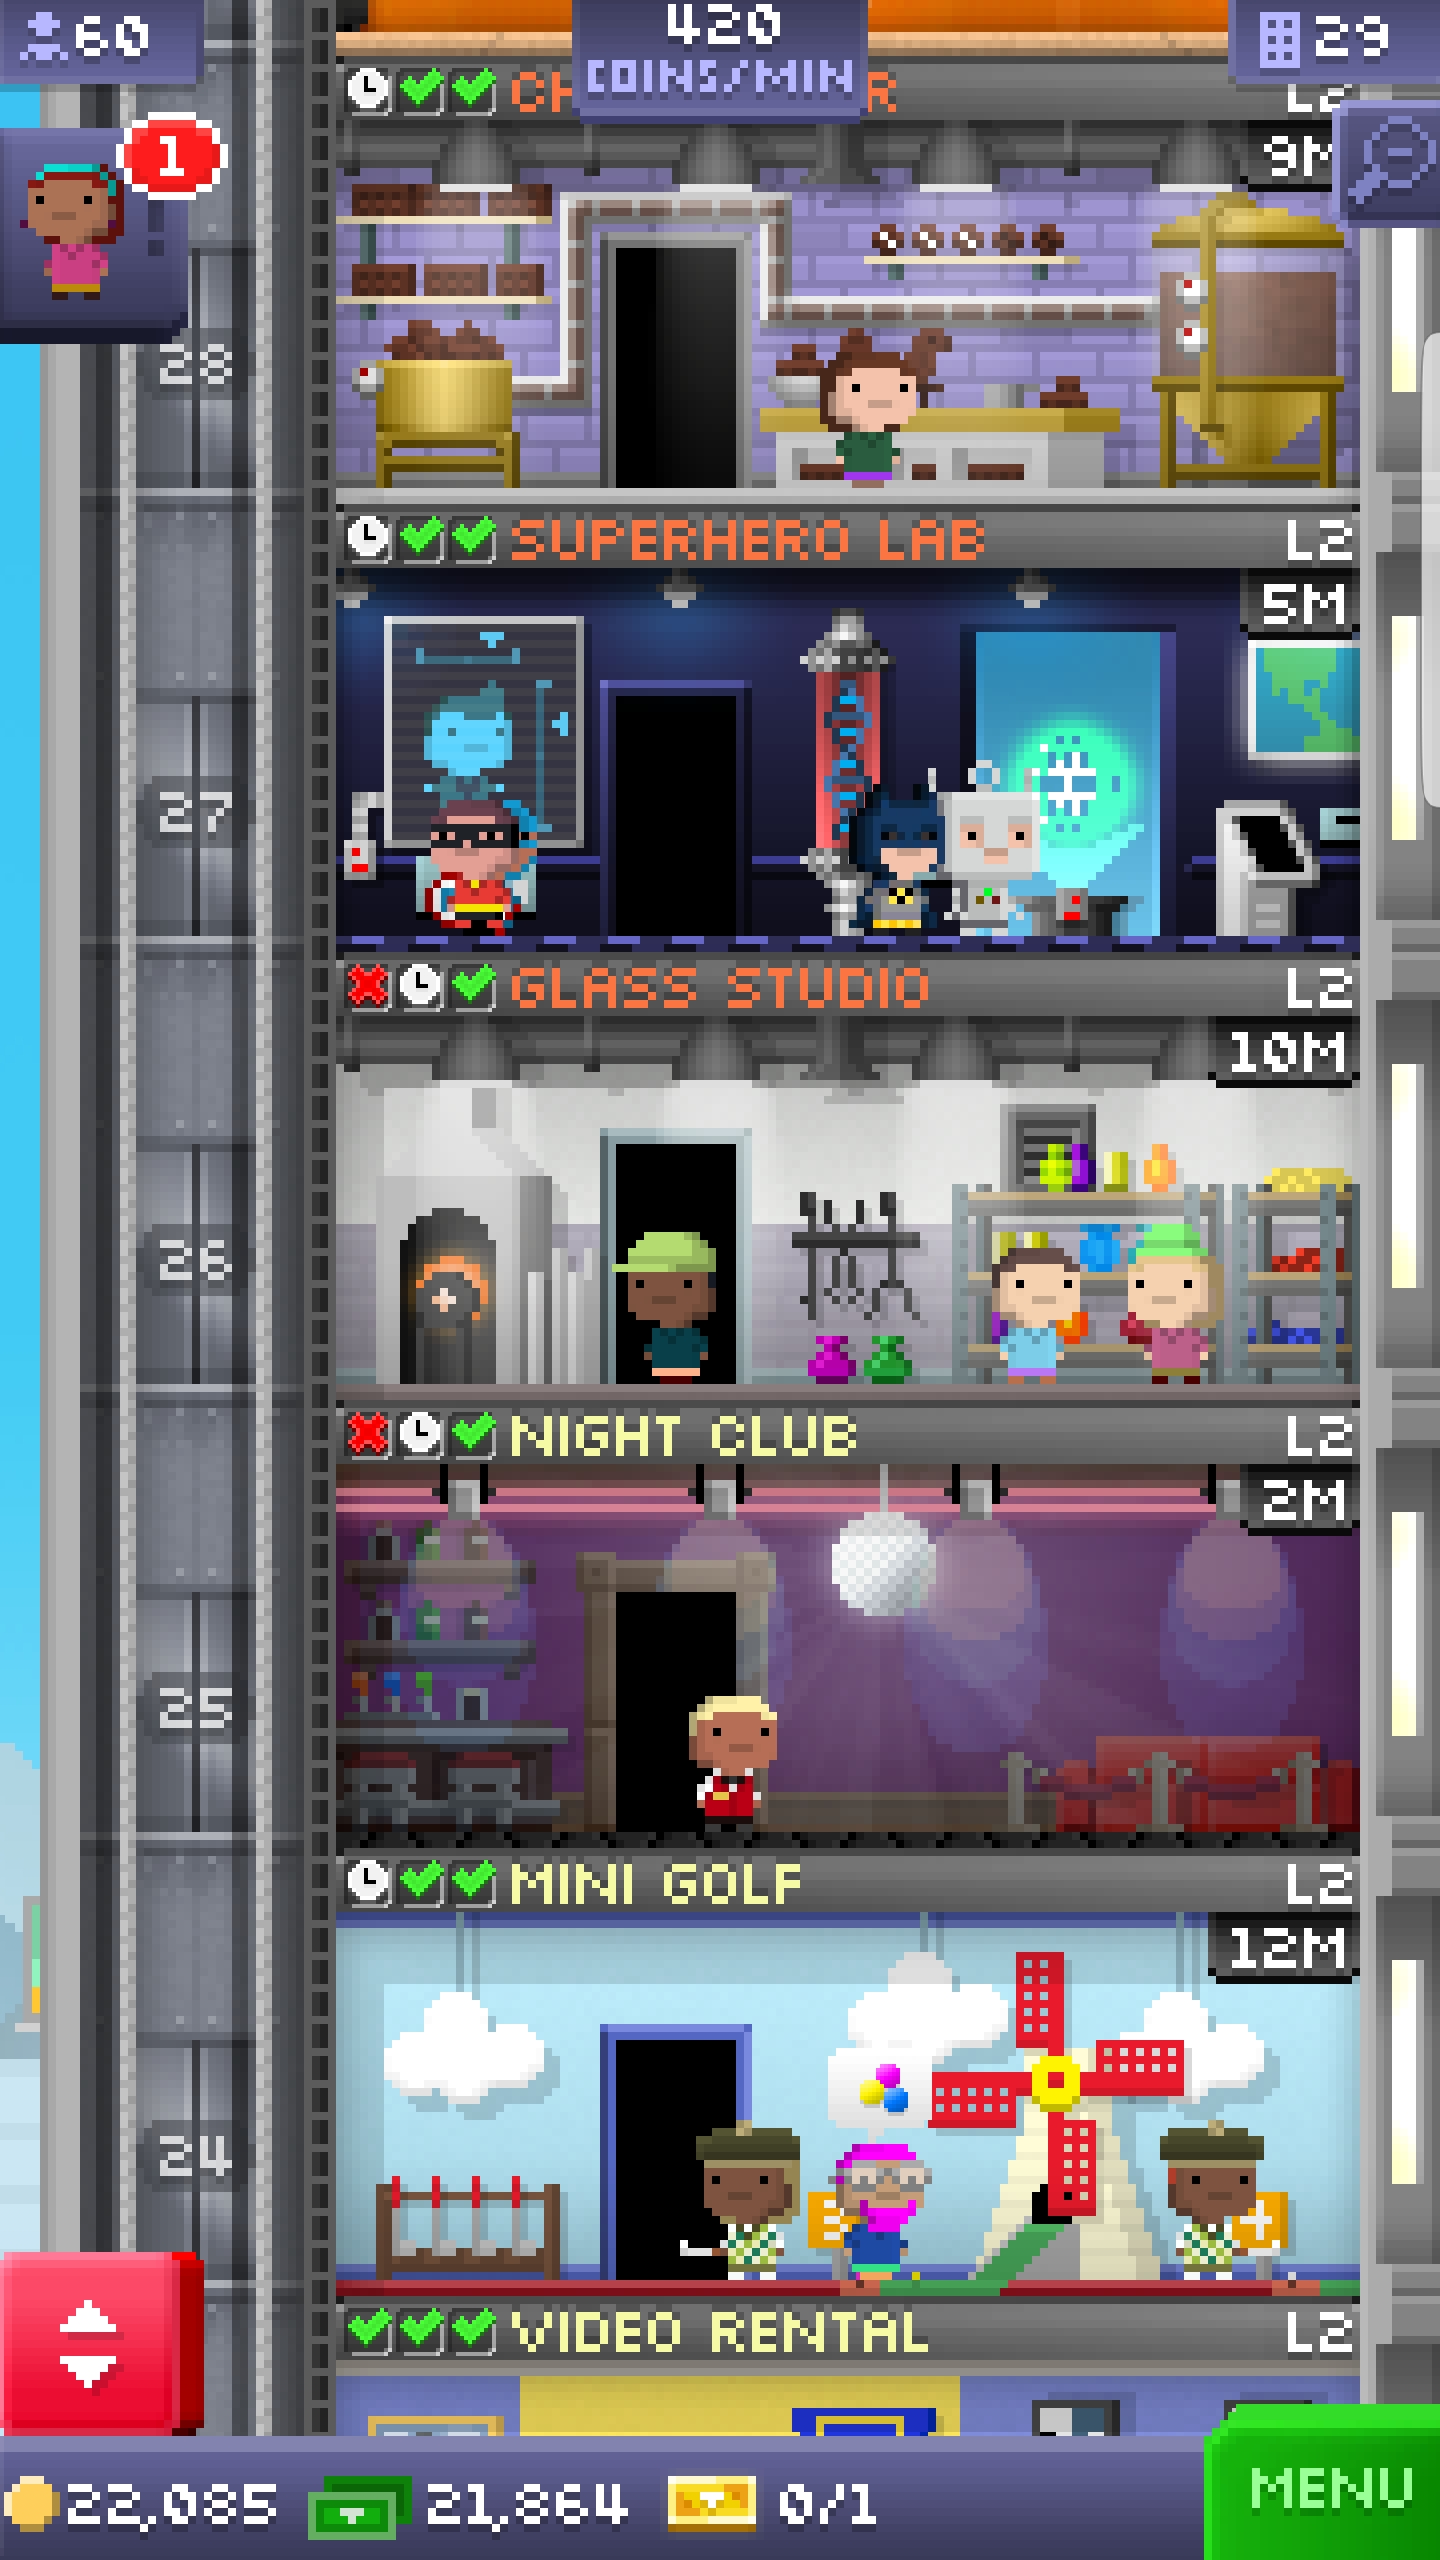 60
420
COINS/MIN
29
1
CH
R
L2
9M
28
SUPERHERO LAB
L2
5M
27
GLASS STUDIO
L2
10M
26
NIGHT CLUB
L2
2M
25
MINI GOLF
L2
12M
24
VIDEO RENTAL
L2
22,085
21,864
0/1
MENU